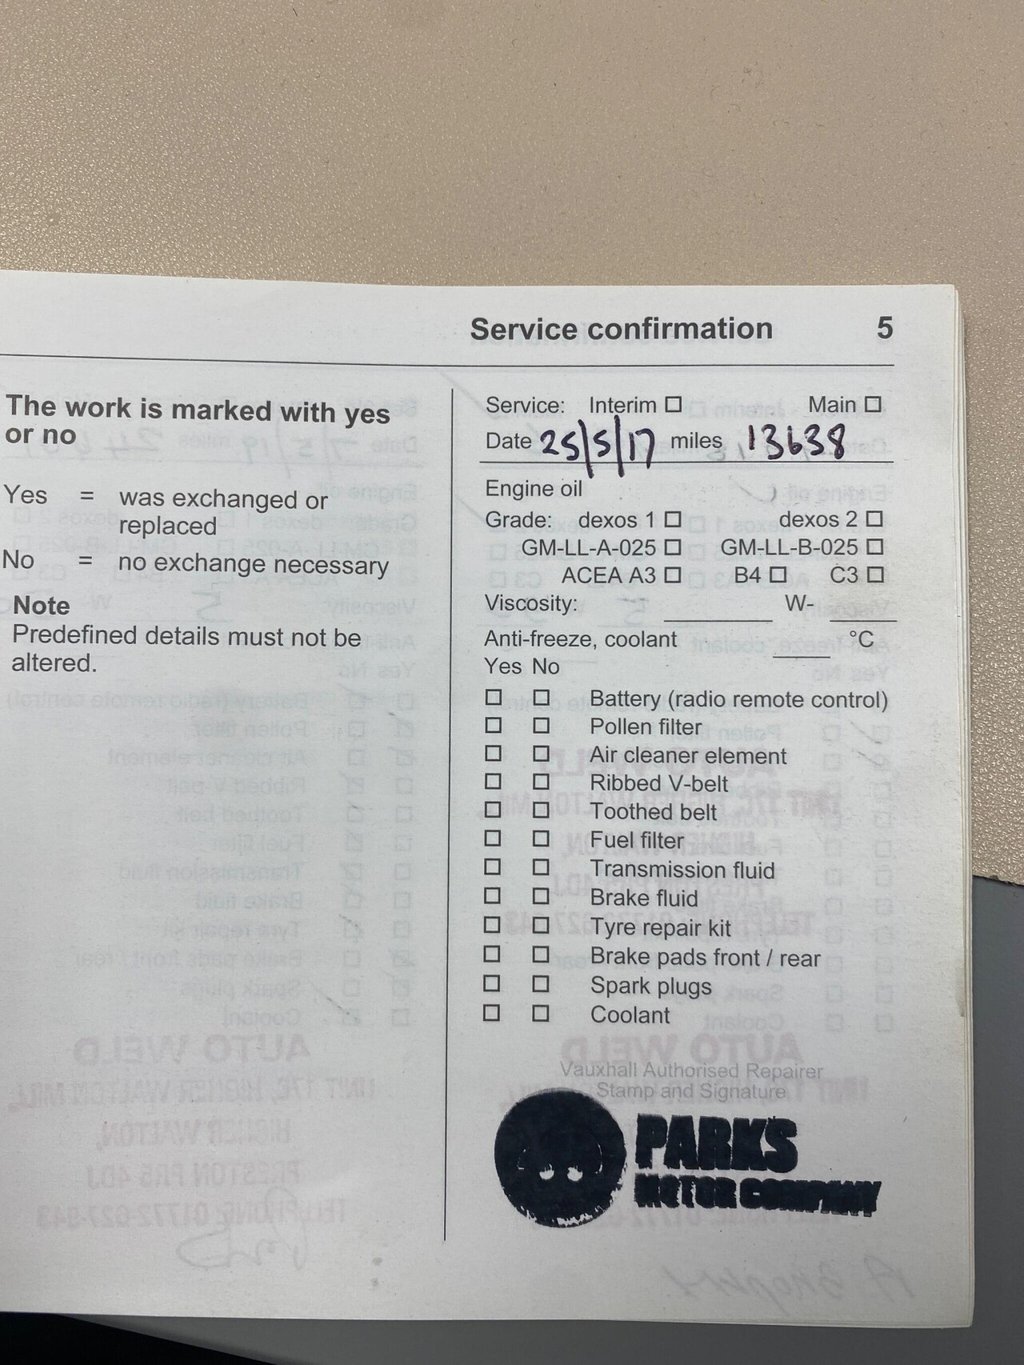 Service confirmation 5
The work is marked with yes
or no
Yes = was exchanged or
replaced
No = no exchange necessary
Note
Predefined details must not be
altered.
Service: Interim ☐ Main ☐
Date 25/5/17 miles 13638
Engine oil
Grade: dexos 1 ☐ dexos 2 ☐
GM-LL-A-025 ☐ GM-LL-B-025 ☐
ACEA A3 ☐ B4 ☐ C3 ☐
Viscosity: ______ W- ______
Anti-freeze, coolant ______ °C
Yes No
☐ ☐ Battery (radio remote control)
☐ ☐ Pollen filter
☐ ☐ Air cleaner element
☐ ☐ Ribbed V-belt
☐ ☐ Toothed belt
☐ ☐ Fuel filter
☐ ☐ Transmission fluid
☐ ☐ Brake fluid
☐ ☐ Tyre repair kit
☐ ☐ Brake pads front / rear
☐ ☐ Spark plugs
☐ ☐ Coolant
Vauxhall Authorised Repairer
Stamp and Signature
PARKS
MOTOR COMPANY